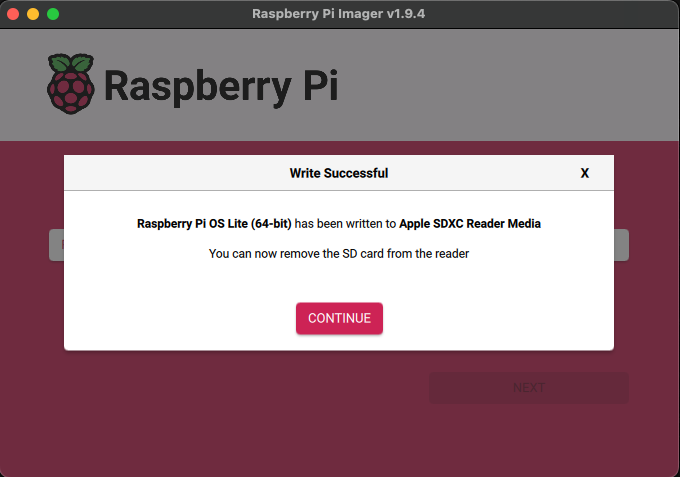 Raspberry Pi Imager v1.9.4
Raspberry Pi
Write Successful
X
Raspberry Pi OS Lite (64-bit) has been written to Apple SDXC Reader Media
You can now remove the SD card from the reader
CONTINUE
NEXT